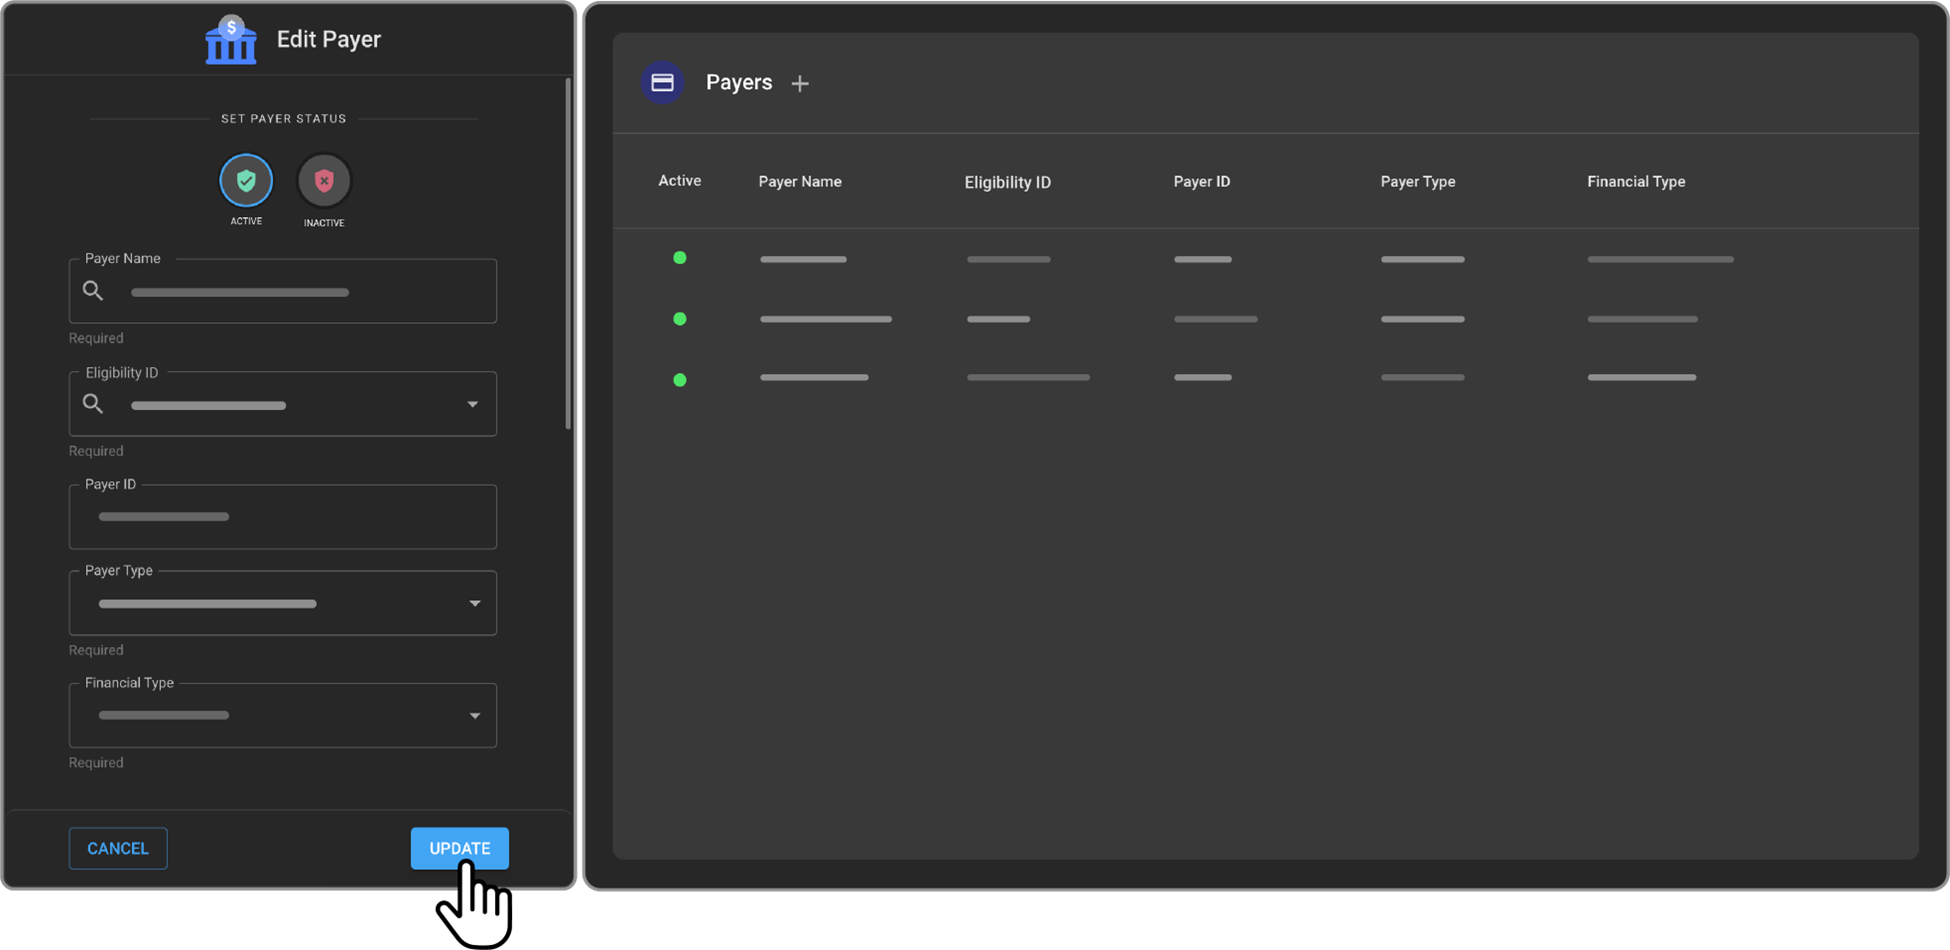 $
Edit Payer
SET PAYER STATUS
ACTIVE
INACTIVE
Payer Name
Required
Eligibility ID
Required
Payer ID
Payer Type
Required
Financial Type
Required
CANCEL
UPDATE
Payers +
Active Payer Name Eligibility ID Payer ID Payer Type Financial Type